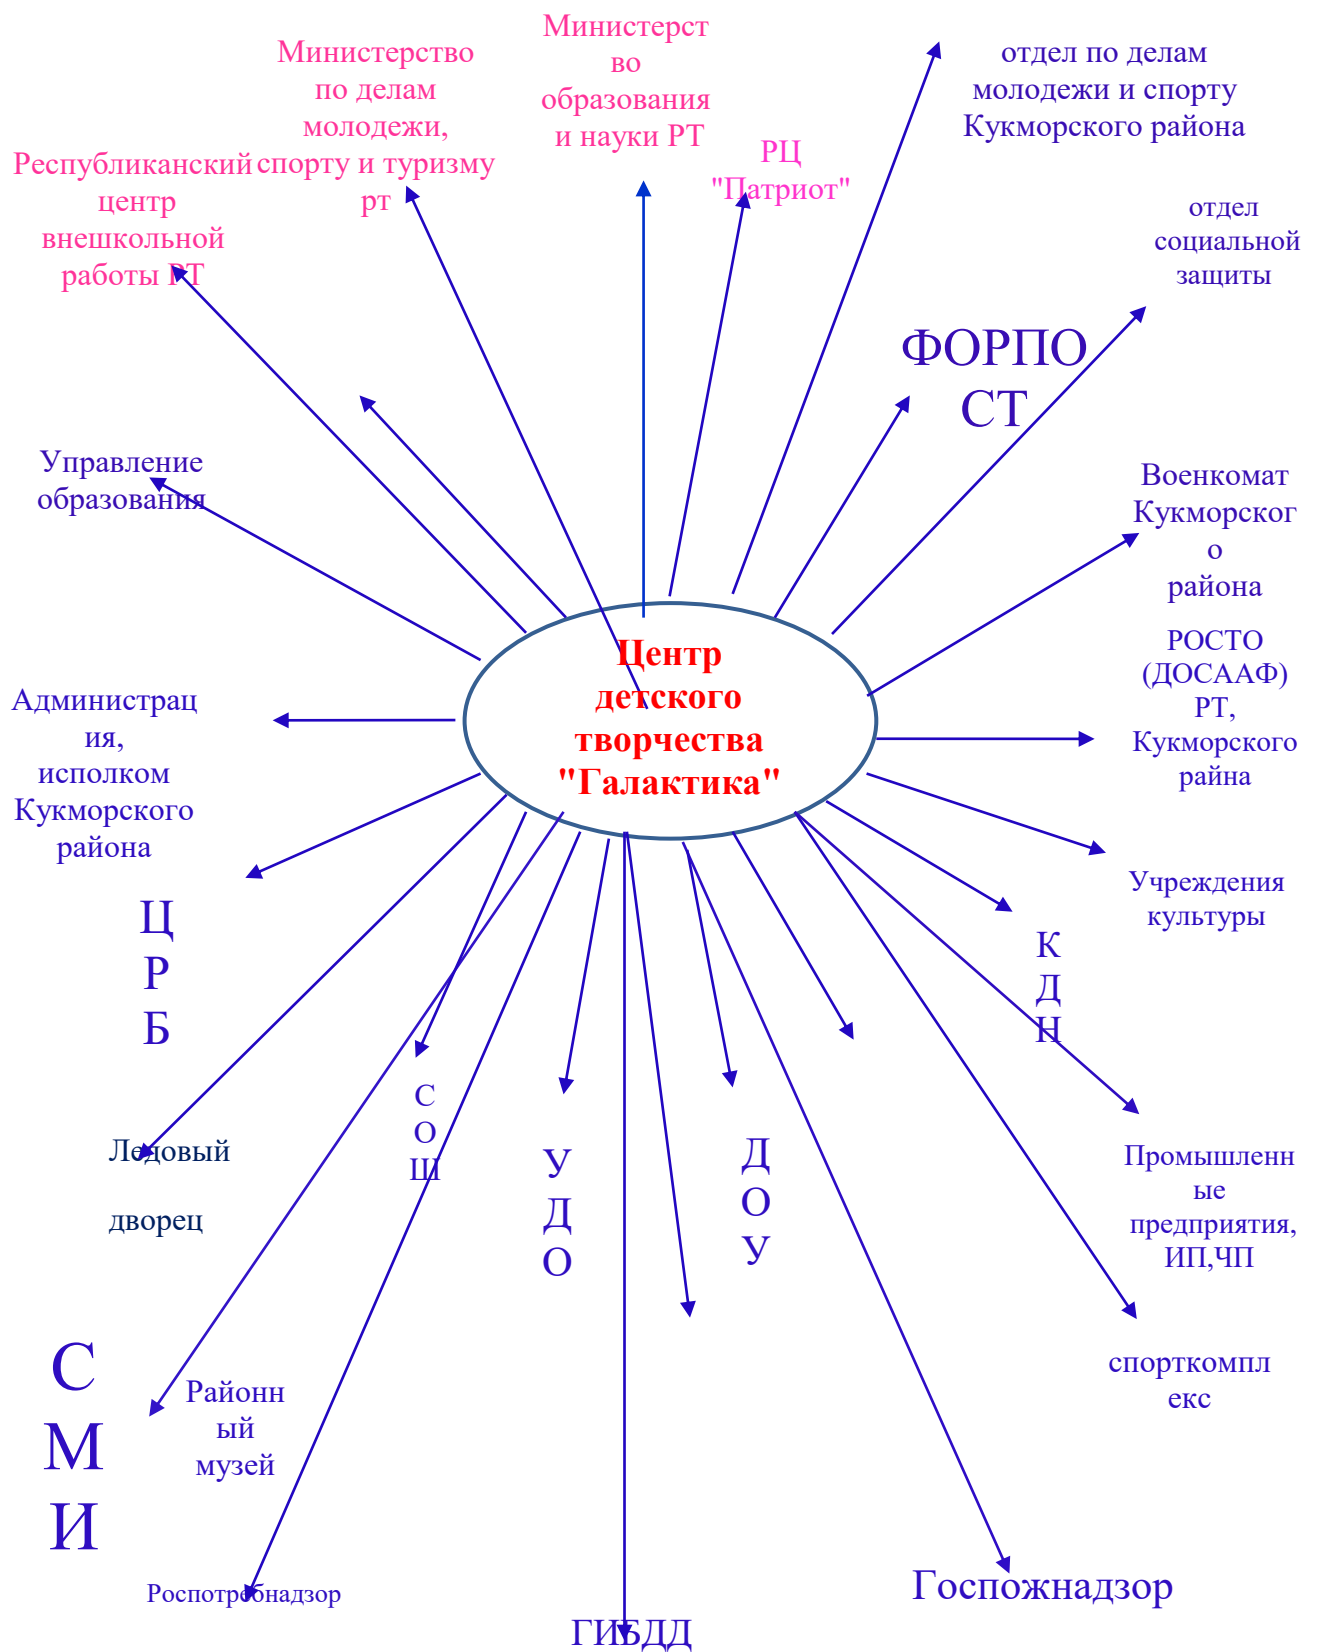 Министерст
во
образования
и науки РТ
Министерство
по делам
молодежи,
спорту и туризму
рт
Республиканский
центр
внешкольной
работы РТ
РЦ
"Патриот"
отдел по делам
молодежи и спорту
Кукморского района
отдел
социальной
защиты
ФОРПО
СТ
Управление
образования
Военкомат
Кукморског
о
района
Центр
детского
творчества
"Галактика"
РОСТО
(ДОСААФ)
РТ,
Кукморского
райна
Администрац
ия,
исполком
Кукморского
района
Учреждения
культуры
Ц
Р
Б
К
Д
Н
С
О
Ш
У
Д
О
Д
О
У
Ледовый
дворец
Промышленн
ые
предприятия,
ИП,ЧП
С
М
И
Районн
ый
музей
спорткомпл
екс
Роспотребнадзор
Госпожнадзор
ГИБДД